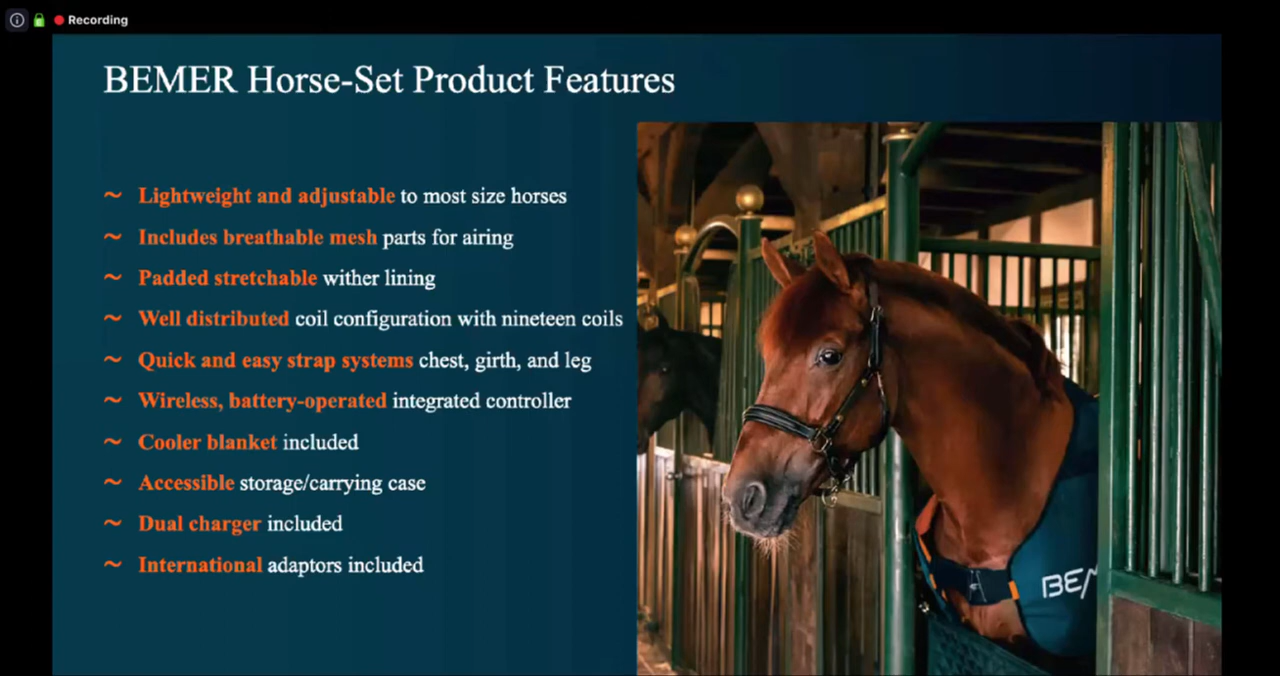 Recording
BEMER Horse-Set Product Features
~ Lightweight and adjustable to most size horses
~ Includes breathable mesh parts for airing
~ Padded stretchable wither lining
~ Well distributed coil configuration with nineteen coils
~ Quick and easy strap systems chest, girth, and leg
~ Wireless, battery-operated integrated controller
~ Cooler blanket included
~ Accessible storage/carrying case
~ Dual charger included
~ International adaptors included
BEM